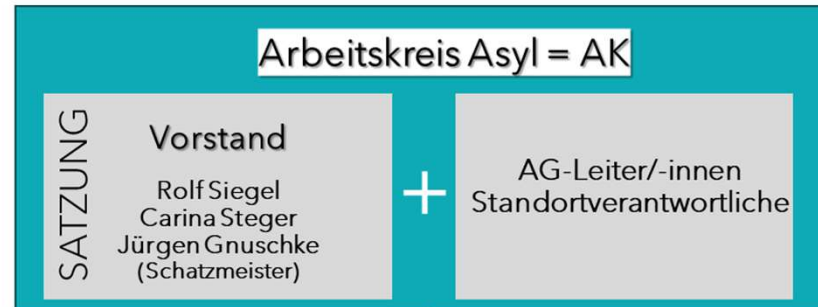 Arbeitskreis Asyl = AK
SATZUNG
Vorstand
Rolf Siegel
Carina Steger
Jürgen Gnuschke
(Schatzmeister)
+
AG-Leiter/-innen
Standortverantwortliche